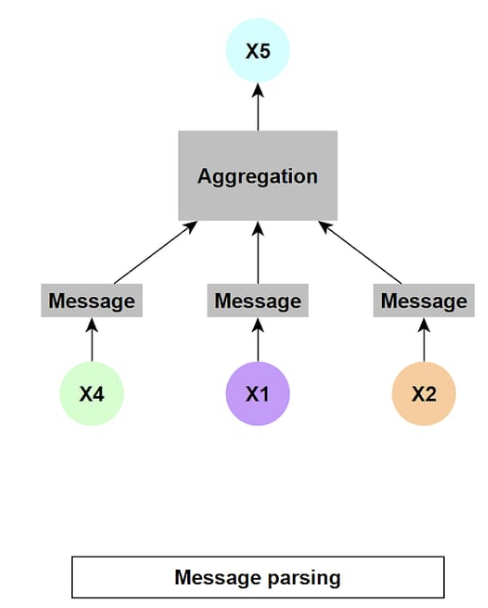 X5
Aggregation
Message Message Message
X4 X1 X2
Message parsing